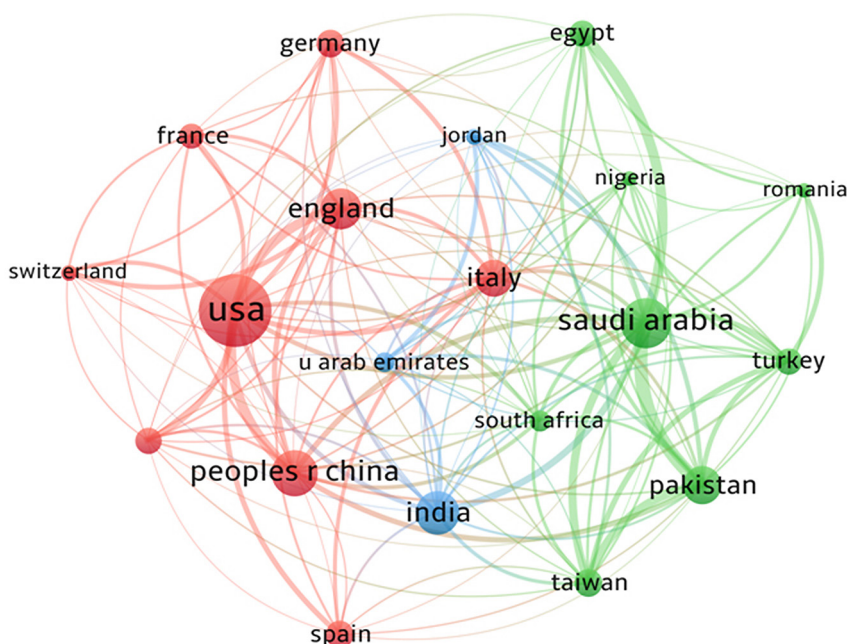 egypt
germany
jordan
france
nigeria
romania
england
switzerland
italy
usa
saudi arabia
u arab emirates
turkey
south africa
peoples r china
pakistan
india
taiwan
spain